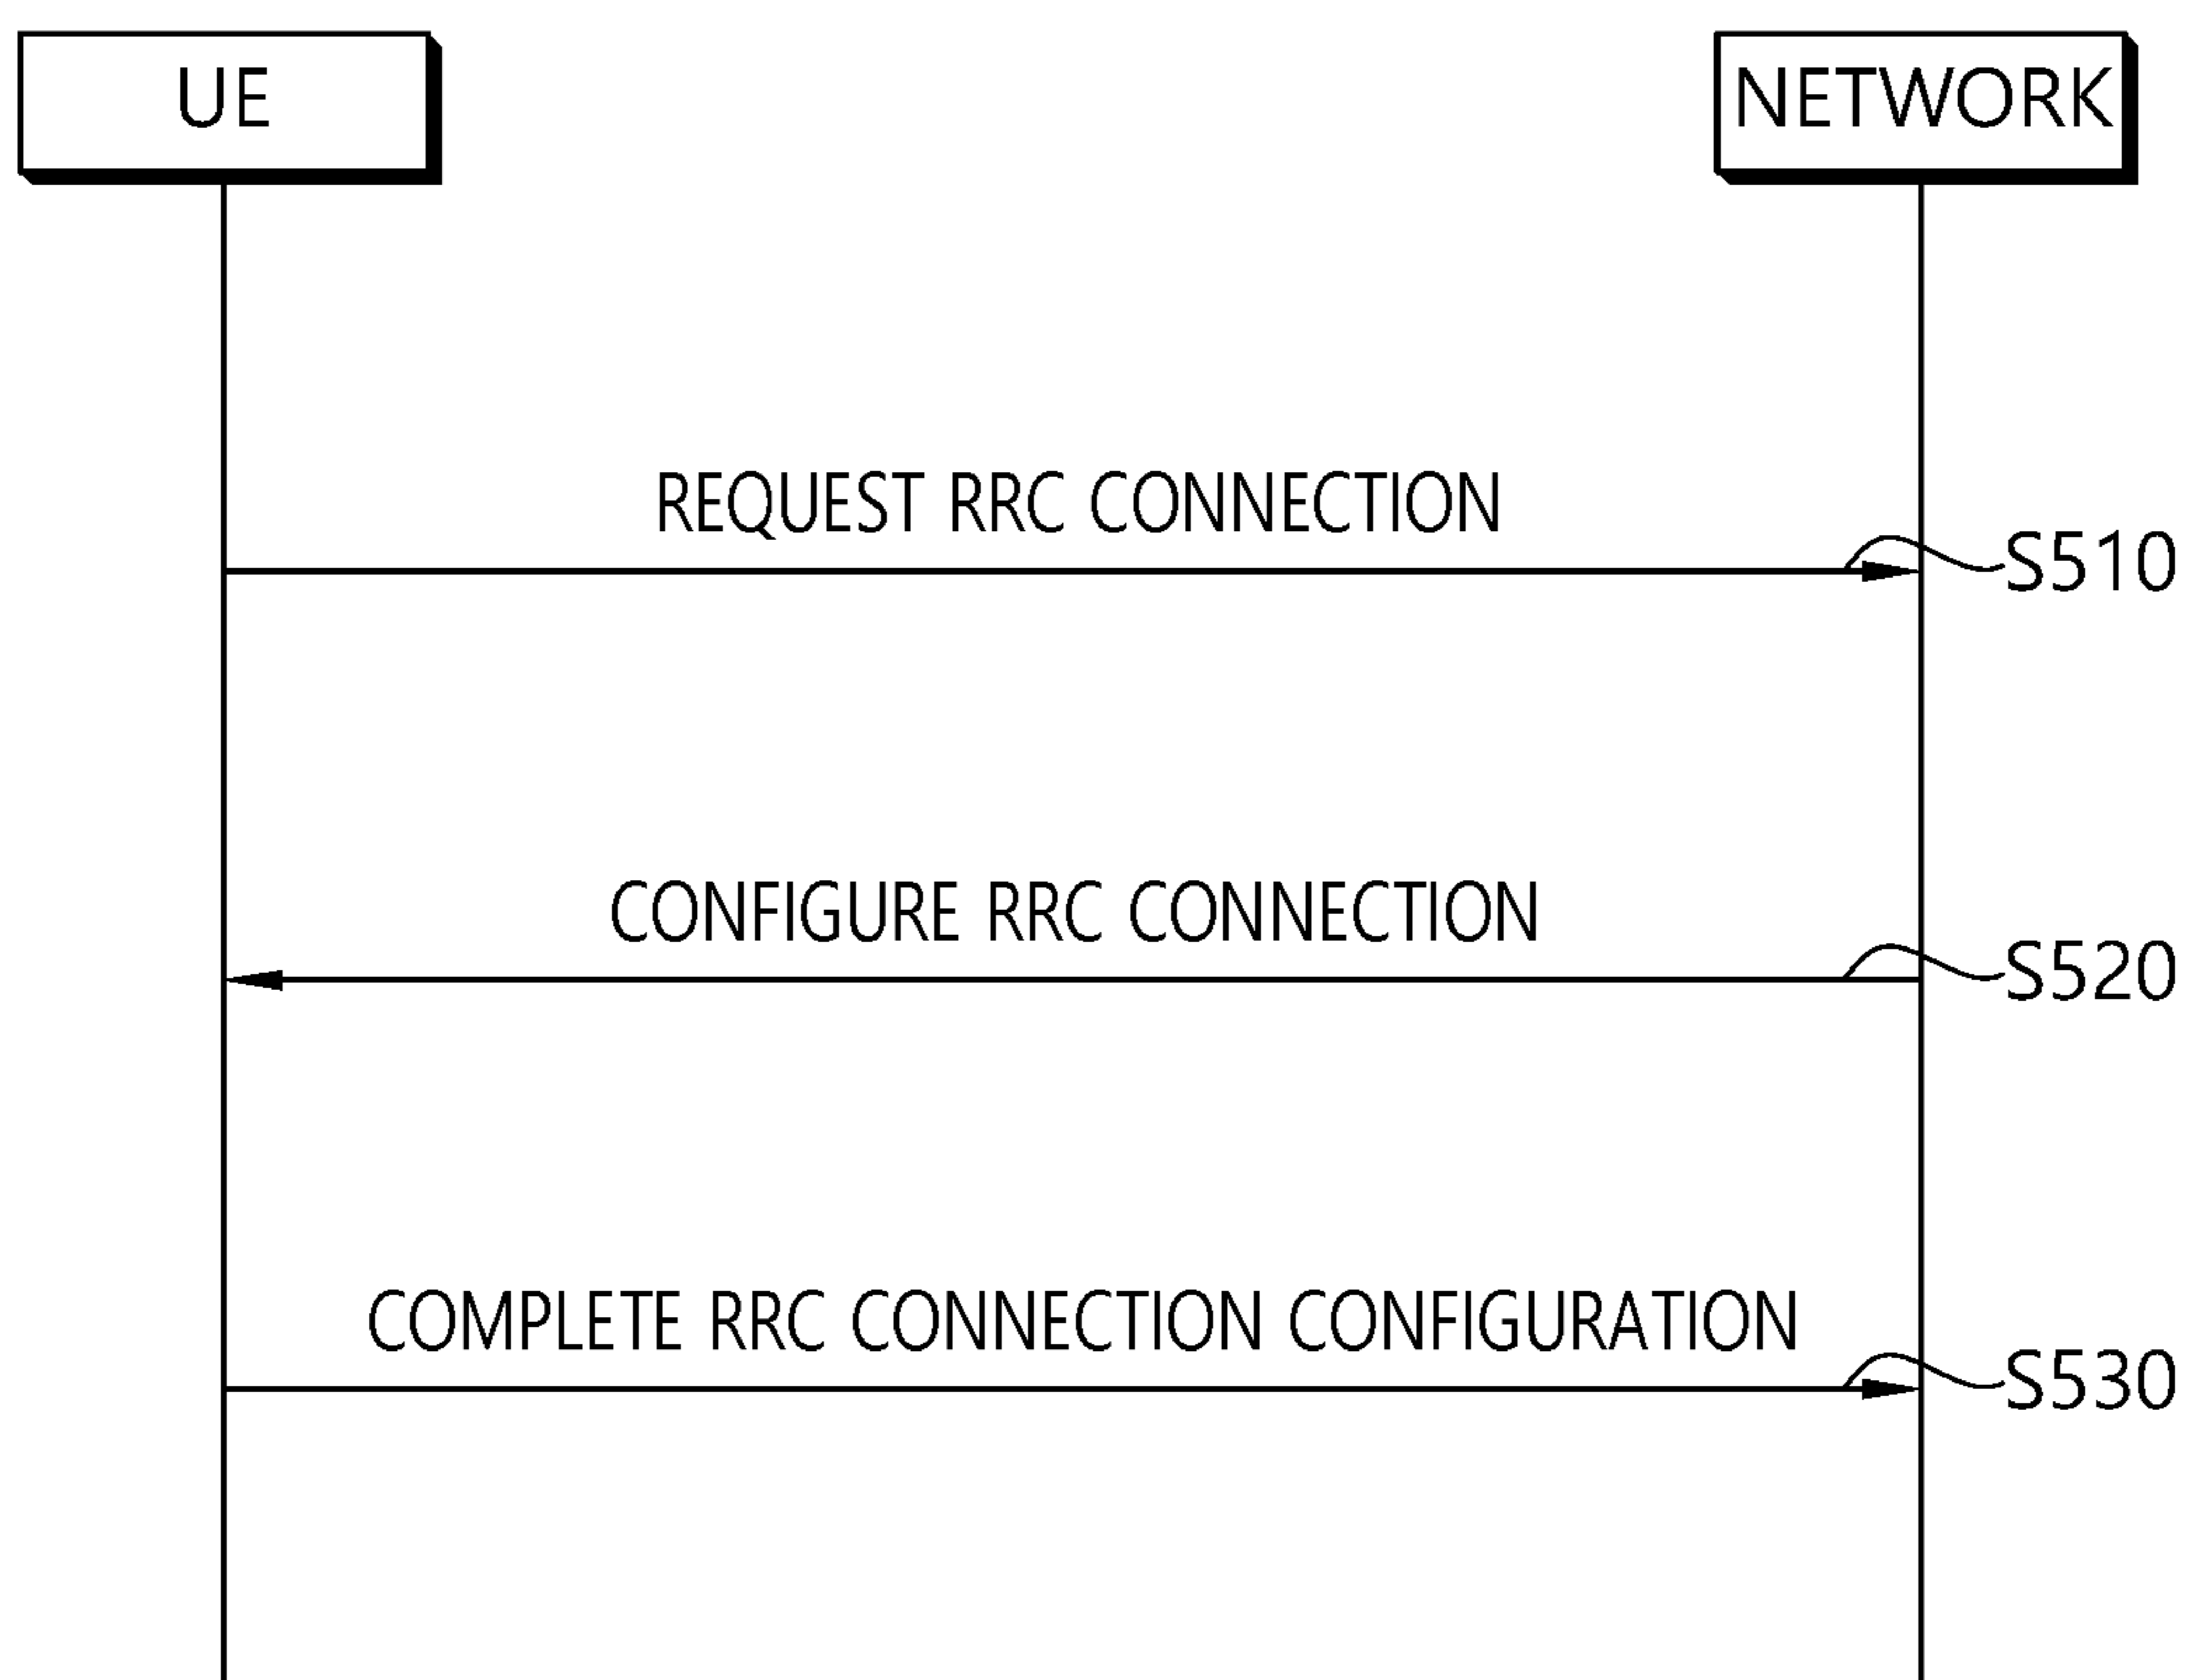 UE
NETWORK
REQUEST RRC CONNECTION
S510
CONFIGURE RRC CONNECTION
S520
COMPLETE RRC CONNECTION CONFIGURATION
S530